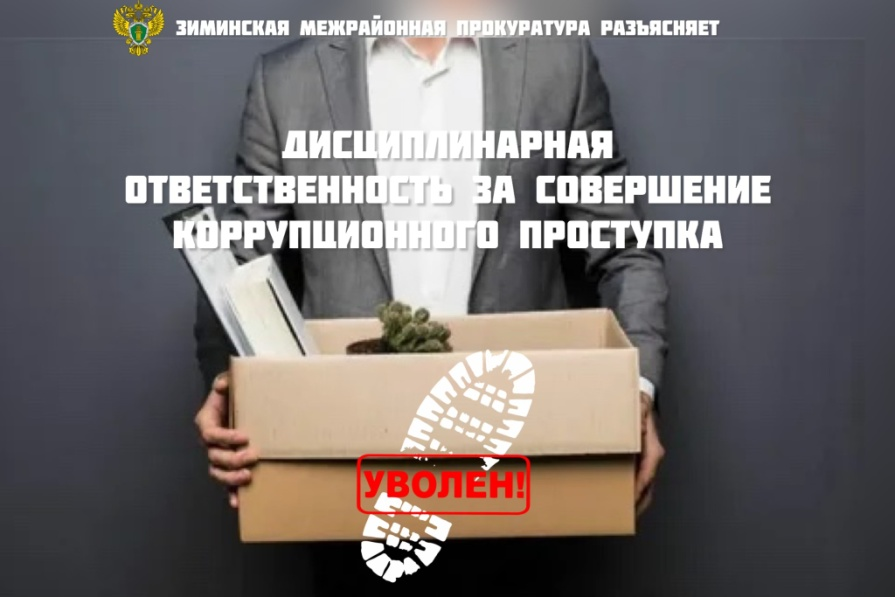 ЗИМИНСКАЯ МЕЖРАЙОННАЯ ПРОКУРАТУРА РАЗЪЯСНЯЕТ
ДИСЦИПЛИНАРНАЯ
ОТВЕТСТВЕННОСТЬ ЗА СОВЕРШЕНИЕ
КОРРУПЦИОННОГО ПРОСТУПКА
УВОЛЕН!